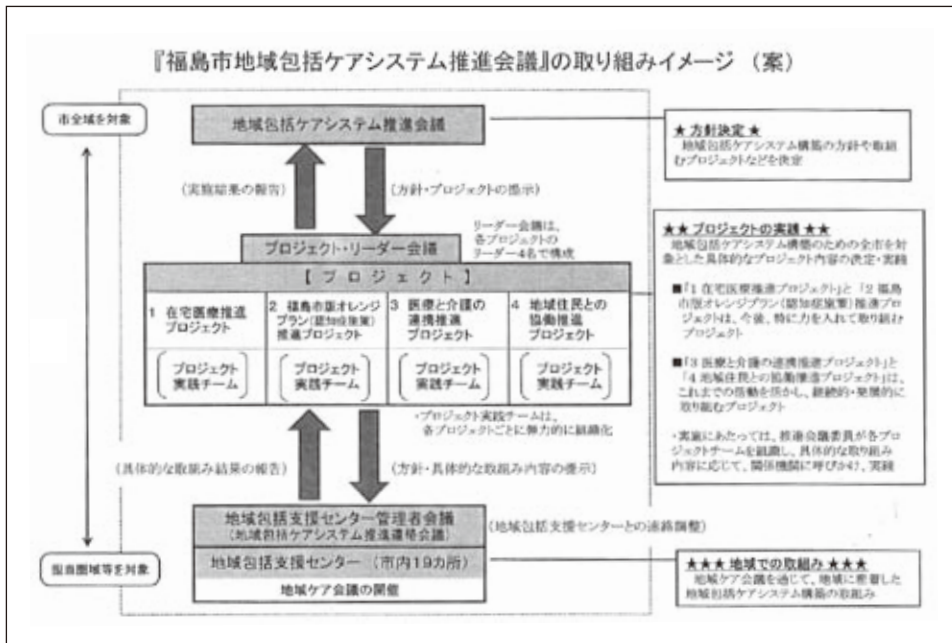 『福島市地域包括ケアシステム推進会議』の取り組みイメージ （案）
市全域を対象
地域包括ケアシステム推進会議
★ 方針決定 ★
地域包括ケアシステム構築の方針や取組
むプロジェクトなどを決定
（実施結果の報告）
（方針・プロジェクトの提示）
リーダー会議は、
各プロジェクトの
リーダー4名で構成
プロジェクト・リーダー会議
【 プ ロ ジ ェ ク ト 】
1 在宅医療推進
プロジェクト
2 福島市版オレンジ
プラン（認知症施策）
推進プロジェクト
3 医療と介護の
連携推進
プロジェクト
4 地域住民との
協働推進
プロジェクト
プロジェクト
実践チーム
プロジェクト
実践チーム
プロジェクト
実践チーム
プロジェクト
実践チーム
★★ プロジェクトの実践 ★★
地域包括ケアシステム構築のための全市を対
象とした具体的なプロジェクト内容の決定・実践
■「1 在宅医療推進プロジェクト」と「2 福島
市版オレンジプラン（認知症施策）推進プロジ
ェクトは、今後、特に力を入れて取り組む
プロジェクト
■「3 医療と介護の連携推進プロジェクト」と
「4 地域住民との協働推進プロジェクト」は、
これまでの活動を活かし、継続的・発展的に
取り組むプロジェクト
・実施にあたっては、推進会議委員が各プロ
ジェクトチームを組織し、具体的な取り組み
内容に応じて、関係機関に呼びかけ、実践
・プロジェクト実践チームは、
各プロジェクトごとに弾力的に組織化
（具体的な取組み結果の報告）
（方針・具体的な取組み内容の提示）
地域包括支援センター管理者会議
（地域包括ケアシステム推進連絡会議）
（地域包括支援センターとの連絡調整）
地域包括支援センター （市内19カ所）
地域ケア会議の開催
担当圏域等を対象
★★★ 地域での取組み ★★★
地域ケア会議を通じて、地域に密着した
地域包括ケアシステム構築の取組み